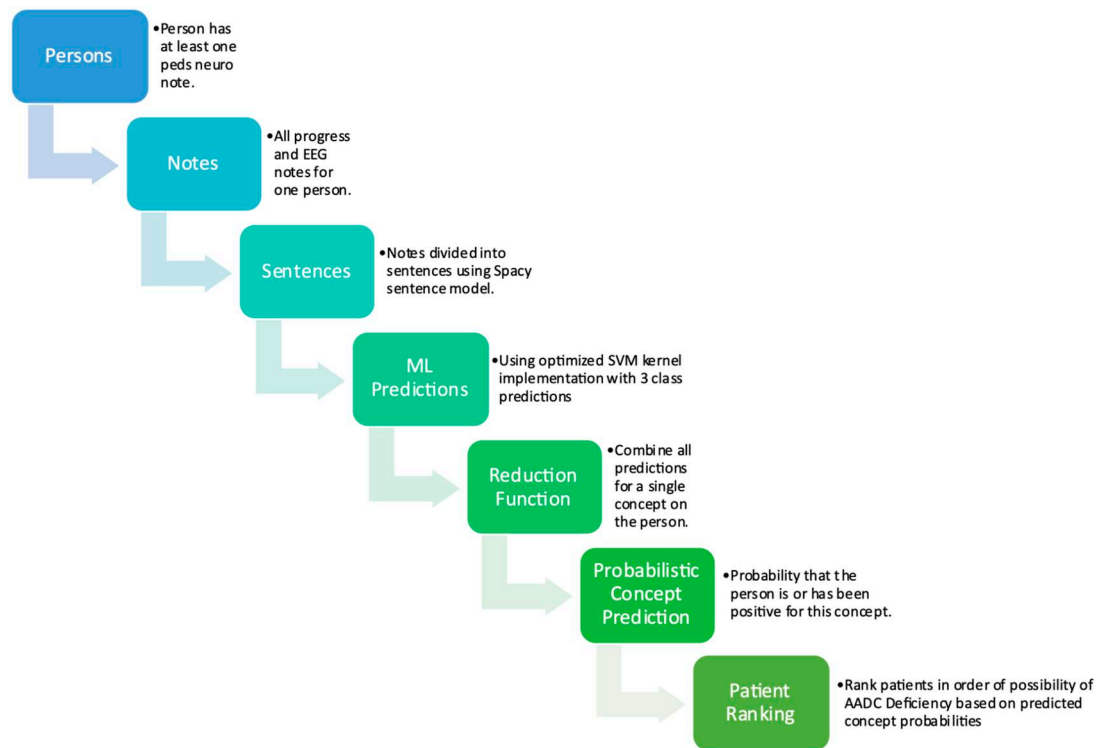 Persons
•Person has
at least one
peds neuro
note.
Notes
•All progress
and EEG
notes for
one person.
Sentences
•Notes divided into
sentences using Spacy
sentence model.
ML
Predictions
•Using optimized SVM kernel
implementation with 3 class
predictions
Reduction
Function
•Combine all
predictions
for a single
concept on
the person.
Probabilistic
Concept
Prediction
•Probability that the
person is or has been
positive for this concept.
Patient
Ranking
•Rank patients in order of possibility of
AADC Deficiency based on predicted
concept probabilities